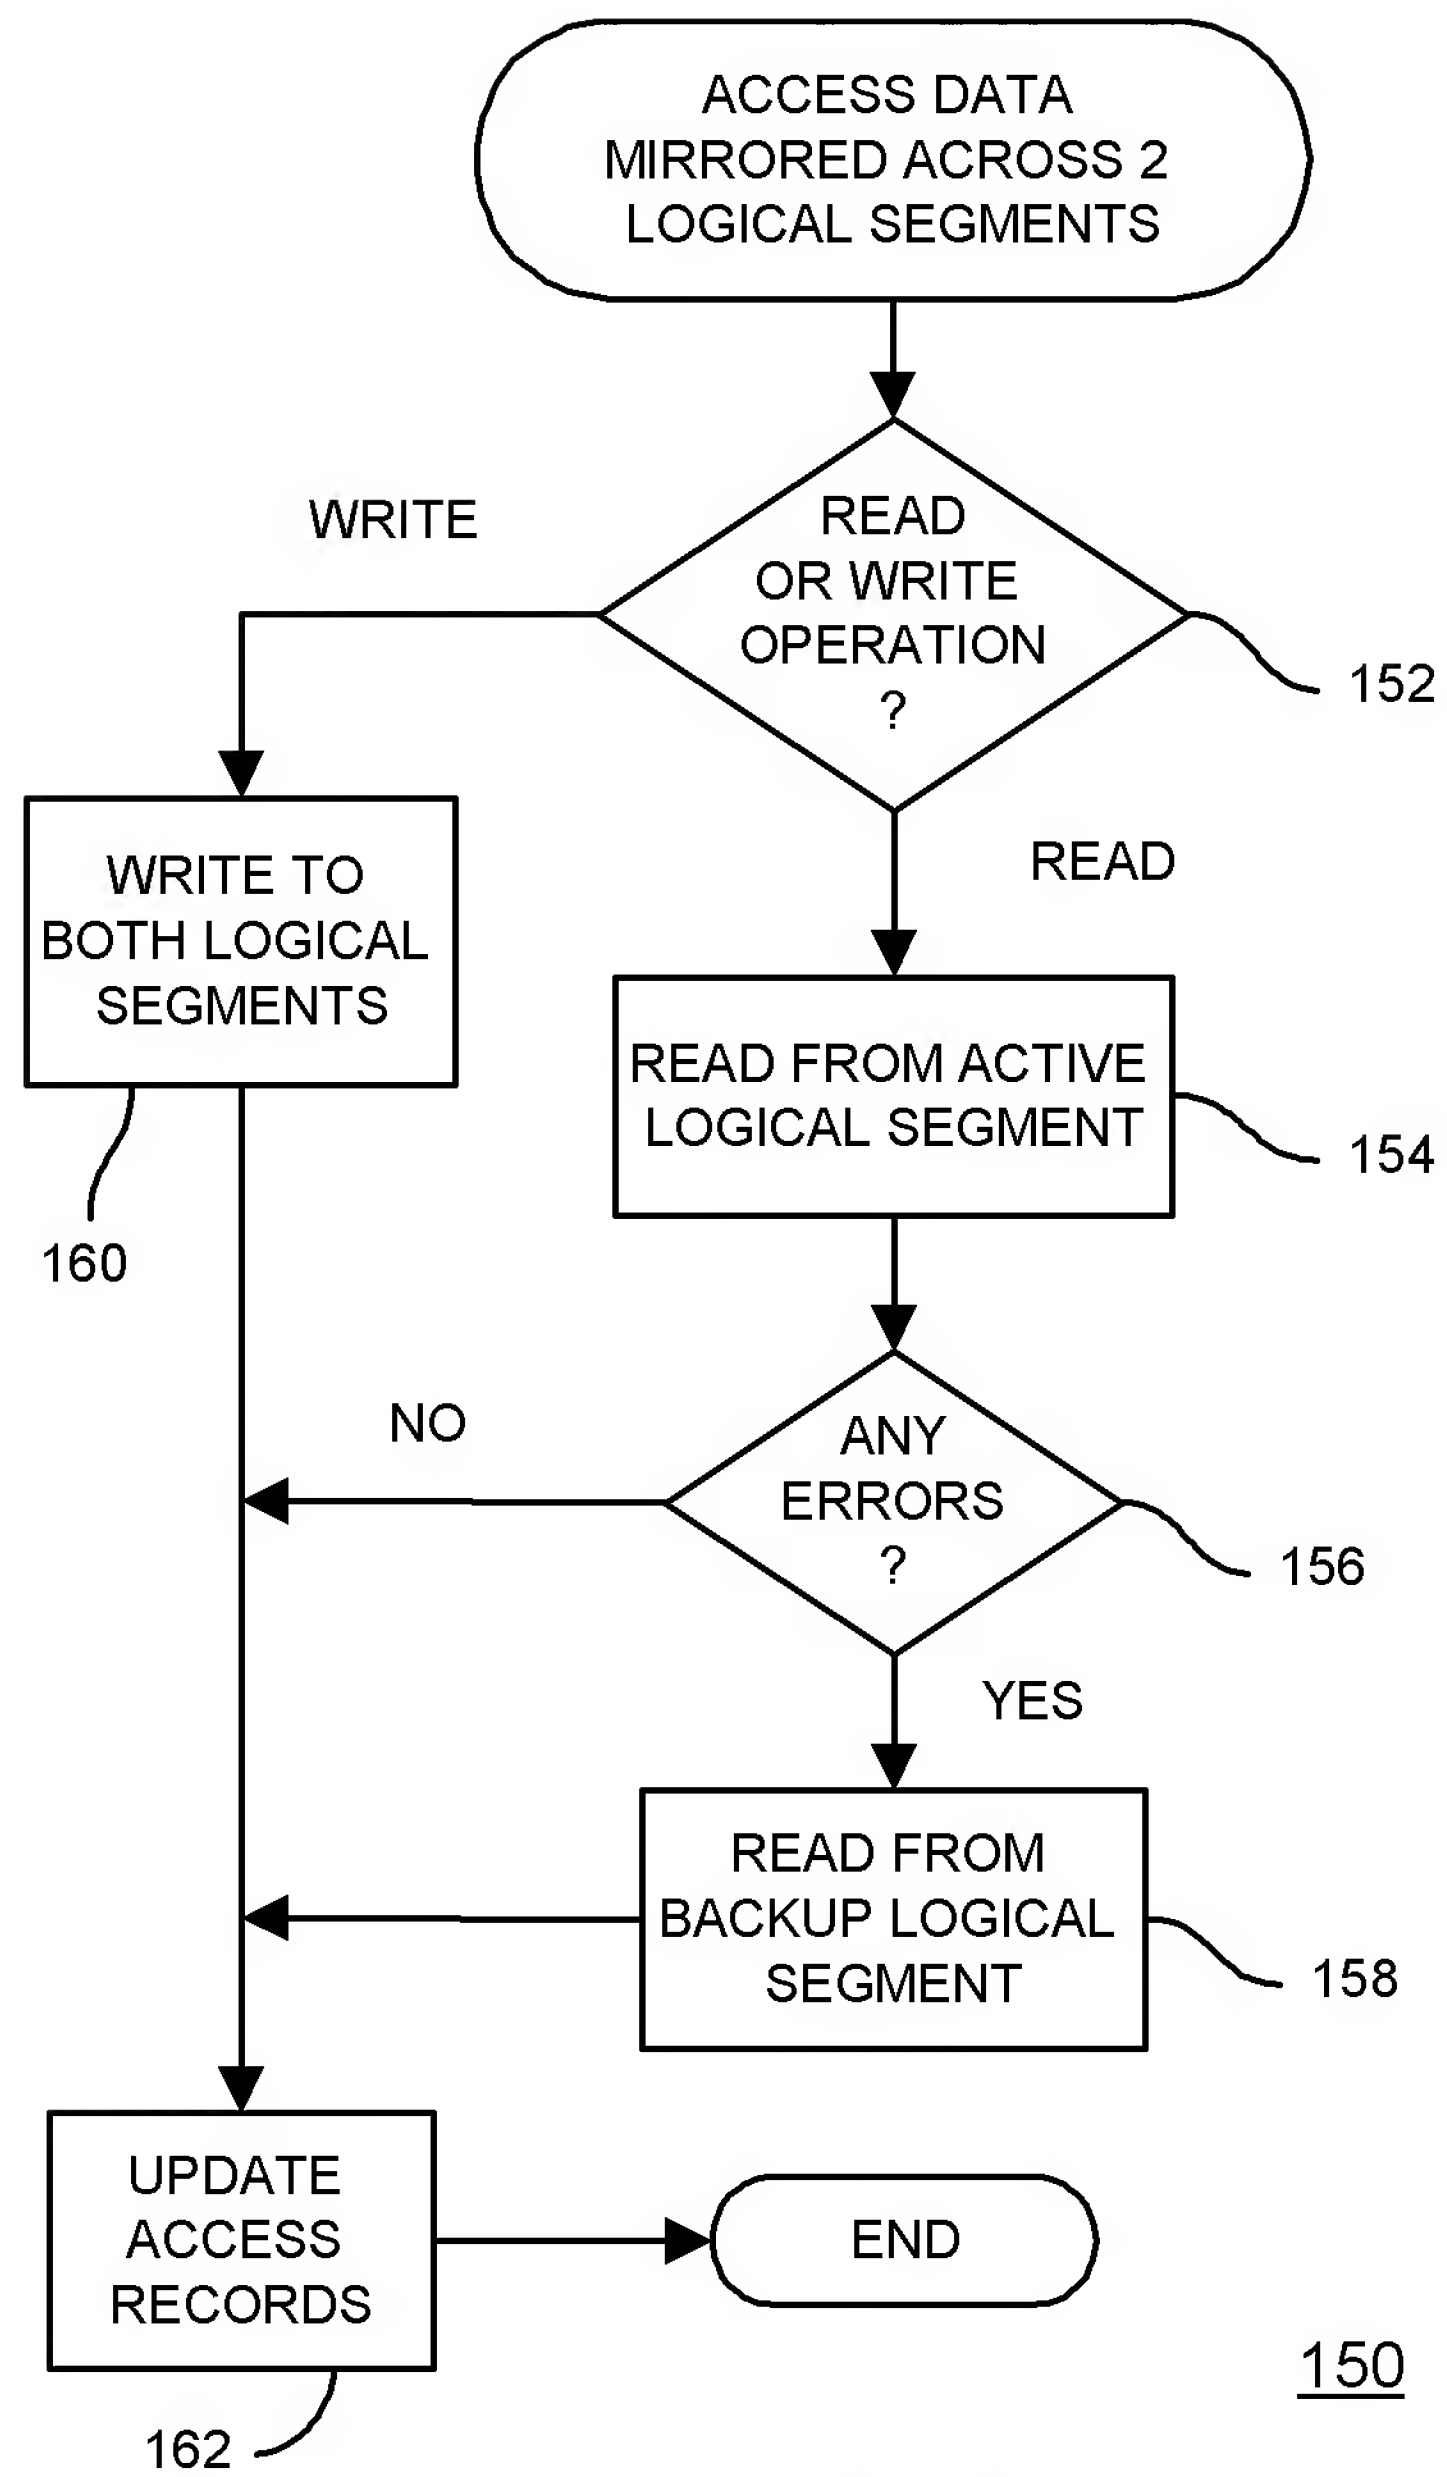 ACCESS DATA
MIRRORED ACROSS 2
LOGICAL SEGMENTS
WRITE
READ
OR WRITE
OPERATION
?
152
WRITE TO
BOTH LOGICAL
SEGMENTS
160
READ
READ FROM ACTIVE
LOGICAL SEGMENT
154
NO
ANY
ERRORS
?
156
YES
READ FROM
BACKUP LOGICAL
SEGMENT
158
UPDATE
ACCESS
RECORDS
162
END
150